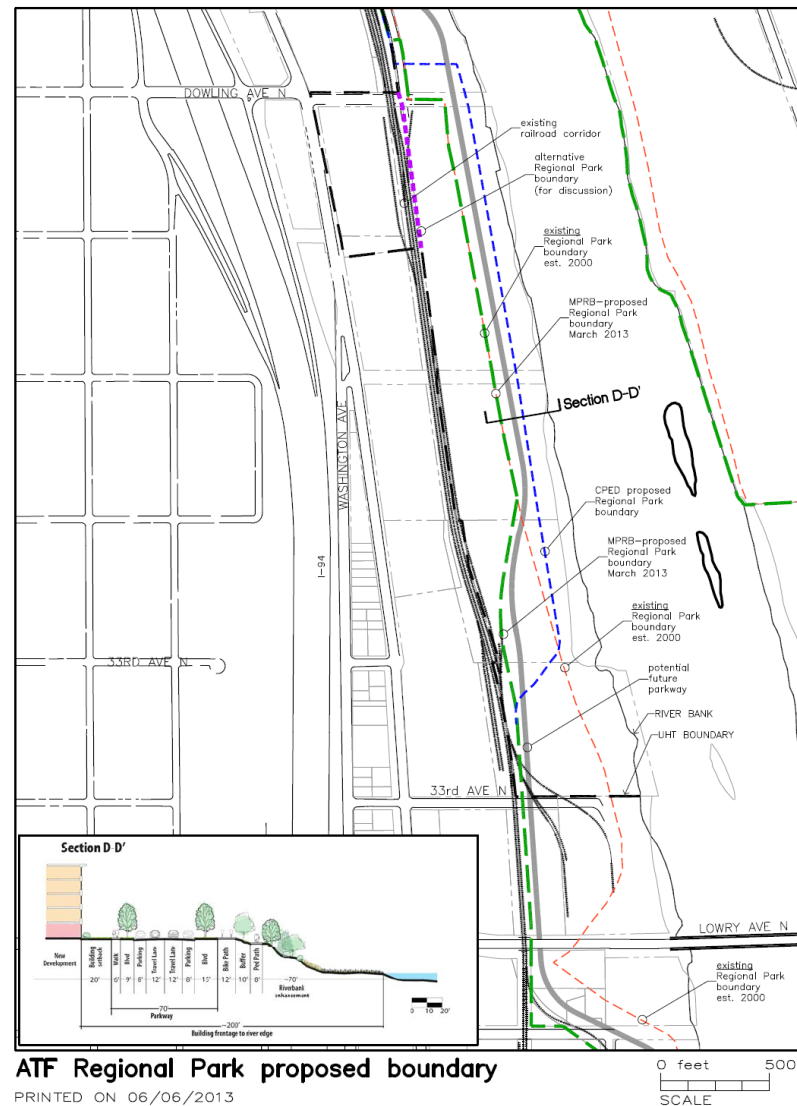 DOWLING AVE N
existing
railroad corridor
alternative
Regional Park
boundary
(for discussion)
existing
Regional Park
boundary
est. 2000
MPRB-proposed
Regional Park
boundary
March 2013
Section D-D'
WASHINGTON AVE
I-94
CPED proposed
Regional Park
boundary
MPRB-proposed
Regional Park
boundary
March 2013
existing
Regional Park
boundary
est. 2000
33RD AVE N
potential
future
parkway
RIVER BANK
UHT BOUNDARY
33rd AVE N
LOWRY AVE N
existing
Regional Park
boundary
est. 2000
Section D-D'
New
Development
Building
setback
20'
Walk
6'
Blvd
9'
Parking
8'
Travel Lane
12'
Travel Lane
12'
Parking
8'
Blvd
15'
Bike Path
12'
Buffer
10'
Ped Path
8'
~70'
Riverbank
enhancement
0 10 20'
~70'
Parkway
~200'
Building frontage to river edge
ATF Regional Park proposed boundary
PRINTED ON 06/06/2013
0 feet 500
SCALE